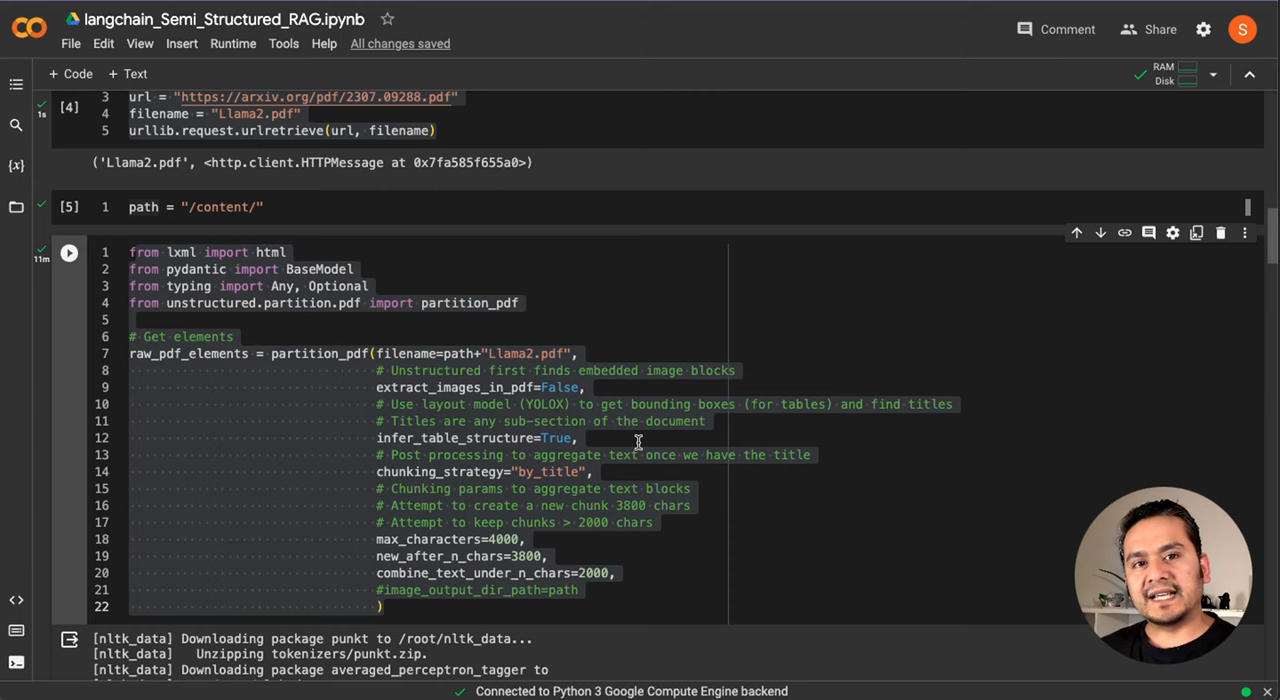 langchain_Semi_Structured_RAG.ipynb
Comment
Share
S
File Edit View Insert Runtime Tools Help All changes saved
+ Code + Text
RAM
Disk
[4]
1s
3 url = "https://arxiv.org/pdf/2307.09288.pdf"
4 filename = "Llama2.pdf"
5 urllib.request.urlretrieve(url, filename)
('Llama2.pdf', <http.client.HTTPMessage at 0x7fa585f655a0>)
[5] 1 path = "/content/"
11m
1 from lxml import html
2 from pydantic import BaseModel
3 from typing import Any, Optional
4 from unstructured.partition.pdf import partition_pdf
5
6 # Get elements
7 raw_pdf_elements = partition_pdf(filename=path+"Llama2.pdf",
8 # Unstructured first finds embedded image blocks
9 extract_images_in_pdf=False,
10 # Use layout model (YOLOX) to get bounding boxes (for tables) and find titles
11 # Titles are any sub-section of the document
12 infer_table_structure=True,
13 # Post processing to aggregate text once we have the title
14 chunking_strategy="by_title",
15 # Chunking params to aggregate text blocks
16 # Attempt to create a new chunk 3800 chars
17 # Attempt to keep chunks > 2000 chars
18 max_characters=4000,
19 new_after_n_chars=3800,
20 combine_text_under_n_chars=2000,
21 #image_output_dir_path=path
22 )
[nltk_data] Downloading package punkt to /root/nltk_data...
[nltk_data] Unzipping tokenizers/punkt.zip.
[nltk_data] Downloading package averaged_perceptron_tagger to
Connected to Python 3 Google Compute Engine backend